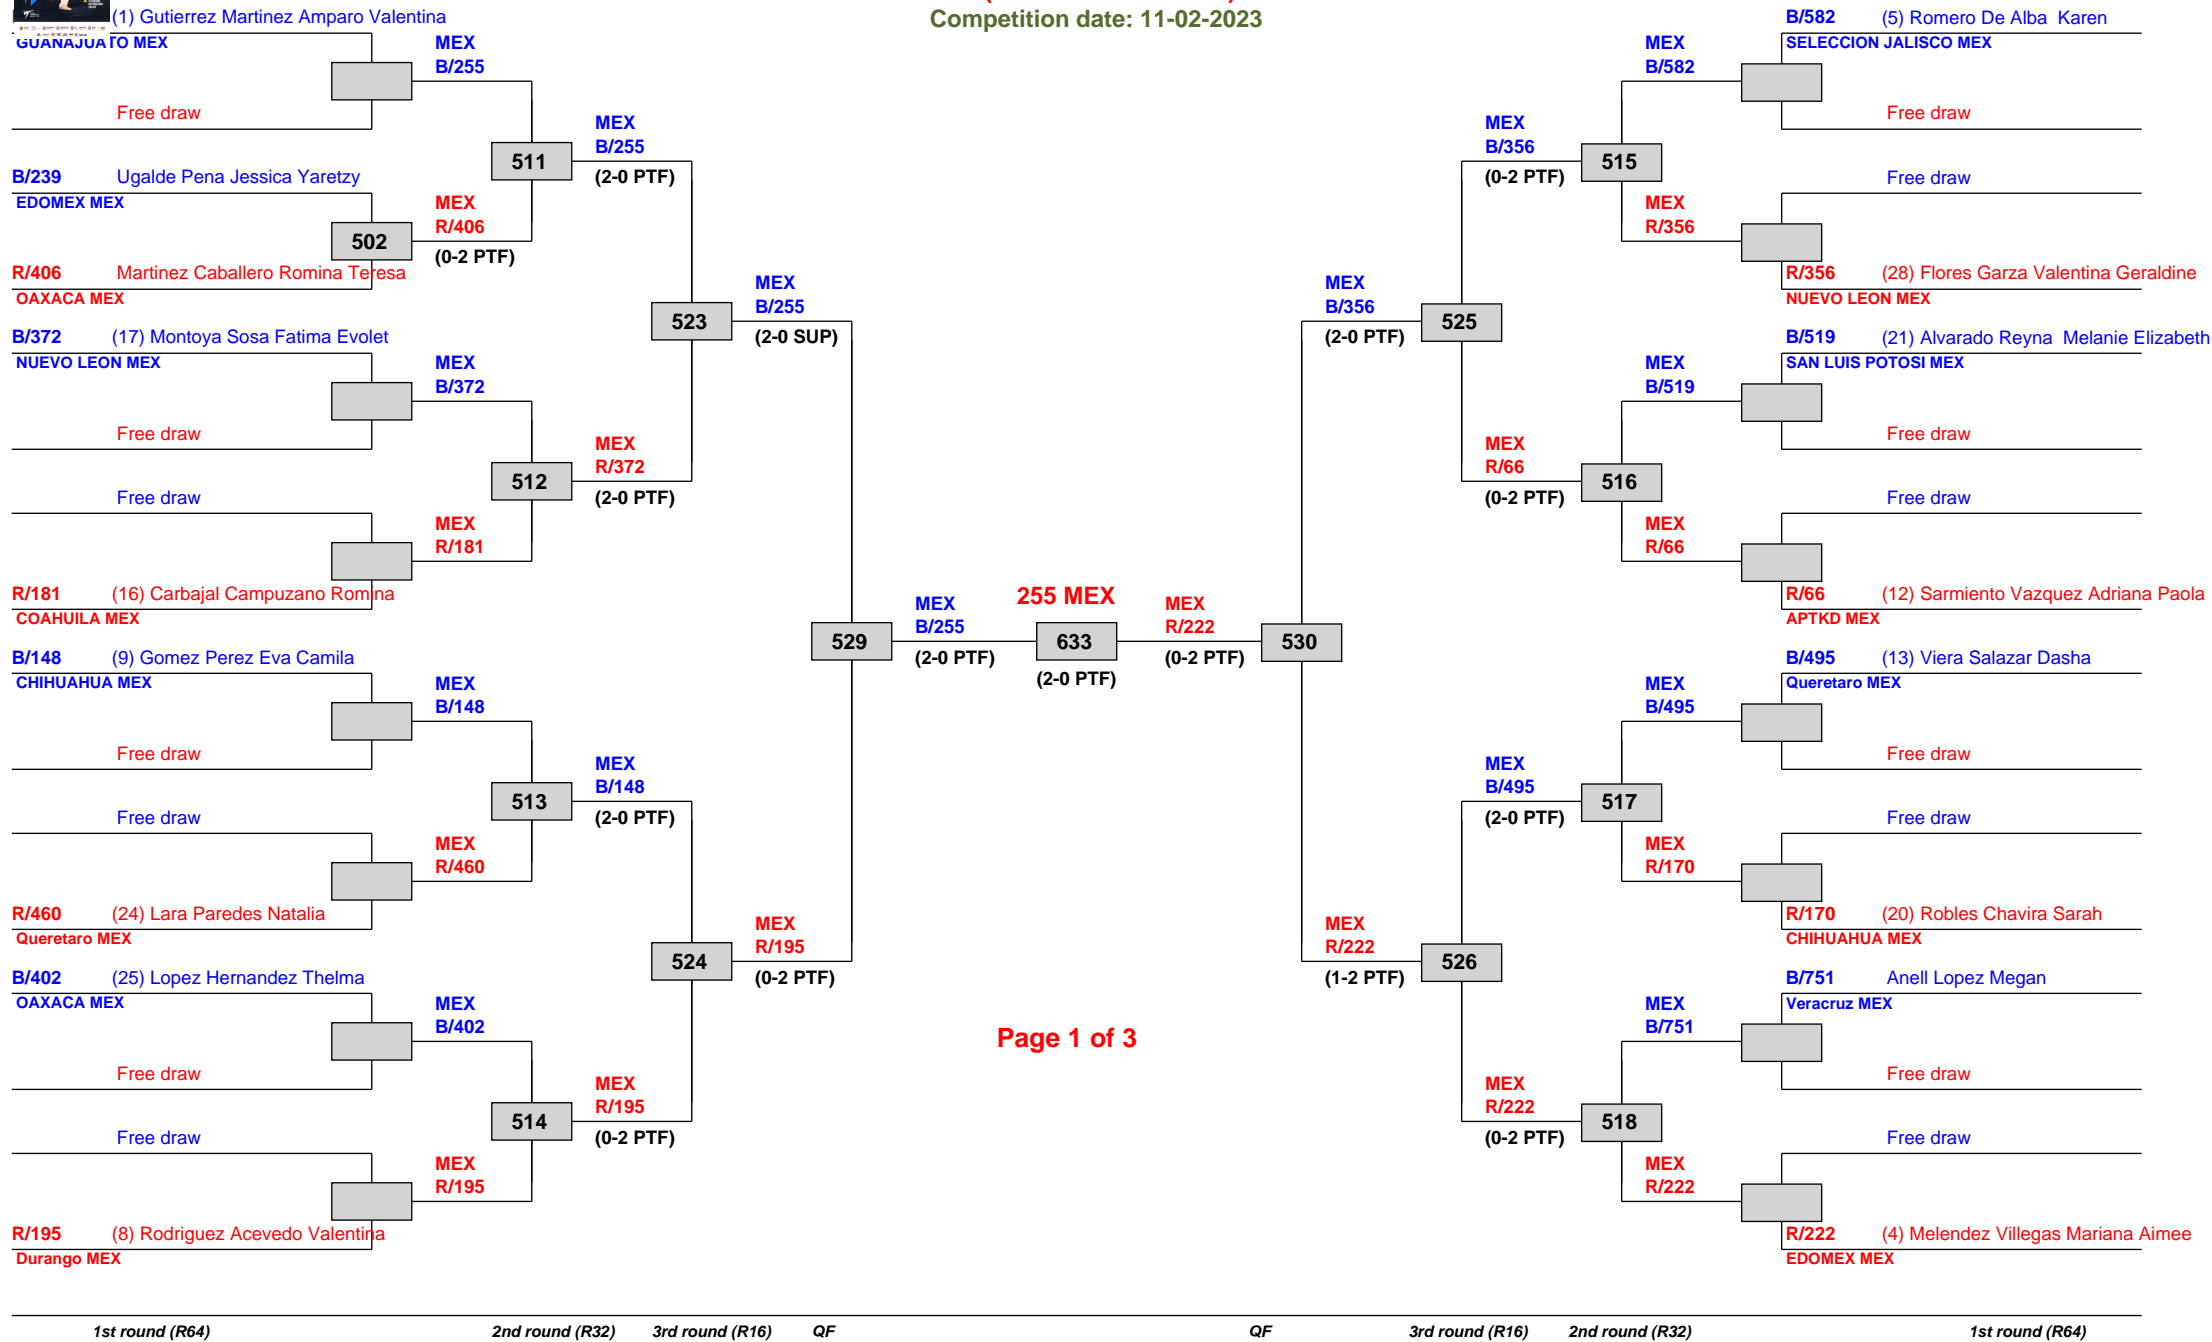 Competition date: 11-02-2023
(1) Gutierrez Martinez Amparo Valentina
GUANAJUATO MEX
MEX
B/255
Free draw
511
MEX
B/255
(2-0 PTF)
B/239 Ugalde Pena Jessica Yaretzy
EDOMEX MEX
502
MEX
R/406
(0-2 PTF)
R/406 Martinez Caballero Romina Teresa
OAXACA MEX
523
MEX
B/255
(2-0 SUP)
B/372 (17) Montoya Sosa Fatima Evolet
NUEVO LEON MEX
MEX
B/372
Free draw
512
MEX
R/372
(2-0 PTF)
Free draw
MEX
R/181
R/181 (16) Carbajal Campuzano Romina
COAHUILA MEX
529
MEX
B/255
(2-0 PTF)
B/148 (9) Gomez Perez Eva Camila
CHIHUAHUA MEX
MEX
B/148
Free draw
513
MEX
B/148
(2-0 PTF)
Free draw
MEX
R/460
R/460 (24) Lara Paredes Natalia
Queretaro MEX
524
MEX
R/195
(0-2 PTF)
B/402 (25) Lopez Hernandez Thelma
OAXACA MEX
MEX
B/402
Free draw
514
MEX
R/195
(0-2 PTF)
Free draw
MEX
R/195
R/195 (8) Rodriguez Acevedo Valentina
Durango MEX
255 MEX
633
(2-0 PTF)
Page 1 of 3
B/582 (5) Romero De Alba Karen
SELECCION JALISCO MEX
MEX
B/582
Free draw
MEX
B/356
(0-2 PTF)
515
Free draw
MEX
R/356
R/356 (28) Flores Garza Valentina Geraldine
NUEVO LEON MEX
MEX
B/356
(2-0 PTF)
525
B/519 (21) Alvarado Reyna Melanie Elizabeth
SAN LUIS POTOSI MEX
MEX
B/519
Free draw
MEX
R/66
(0-2 PTF)
516
Free draw
MEX
R/66
R/66 (12) Sarmiento Vazquez Adriana Paola
APTKD MEX
MEX
R/222
(0-2 PTF)
530
B/495 (13) Viera Salazar Dasha
Queretaro MEX
MEX
B/495
Free draw
MEX
B/495
(2-0 PTF)
517
Free draw
MEX
R/170
R/170 (20) Robles Chavira Sarah
CHIHUAHUA MEX
MEX
R/222
(1-2 PTF)
526
B/751 Anell Lopez Megan
Veracruz MEX
MEX
B/751
Free draw
MEX
R/222
(0-2 PTF)
518
Free draw
MEX
R/222
R/222 (4) Melendez Villegas Mariana Aimee
EDOMEX MEX
1st round (R64) 2nd round (R32) 3rd round (R16) QF QF 3rd round (R16) 2nd round (R32) 1st round (R64)